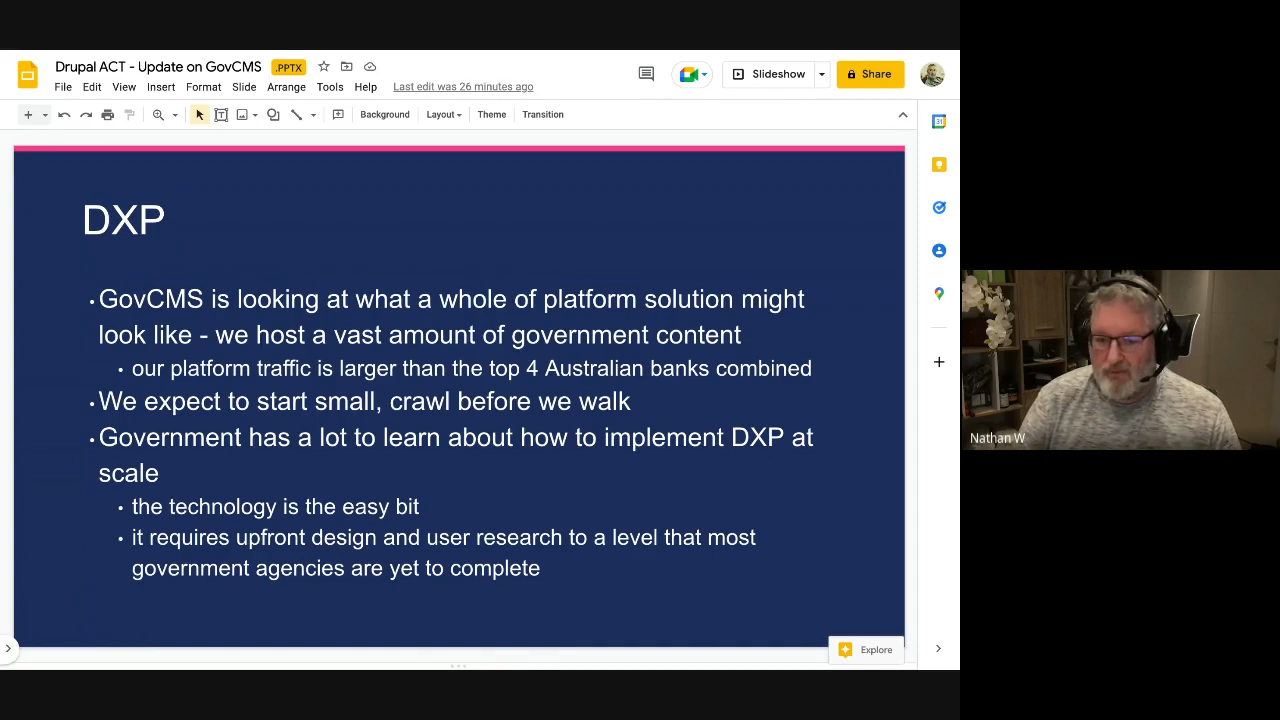 Drupal ACT - Update on GovCMS .PPTX
File Edit View Insert Format Slide Arrange Tools Help Last edit was 26 minutes ago
Slideshow
Share
Background Layout Theme Transition
31
DXP
• GovCMS is looking at what a whole of platform solution might
look like - we host a vast amount of government content
• our platform traffic is larger than the top 4 Australian banks combined
• We expect to start small, crawl before we walk
• Government has a lot to learn about how to implement DXP at
scale
• the technology is the easy bit
• it requires upfront design and user research to a level that most
government agencies are yet to complete
Explore
Nathan W